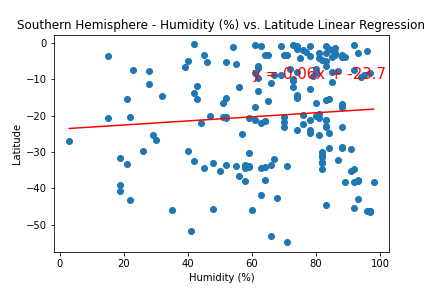 Southern Hemisphere - Humidity (%) vs. Latitude Linear Regression
0
y = 0.06x + -23.7
−10
−20
Latitude
−30
−40
−50
0 20 40 60 80 100
Humidity (%)